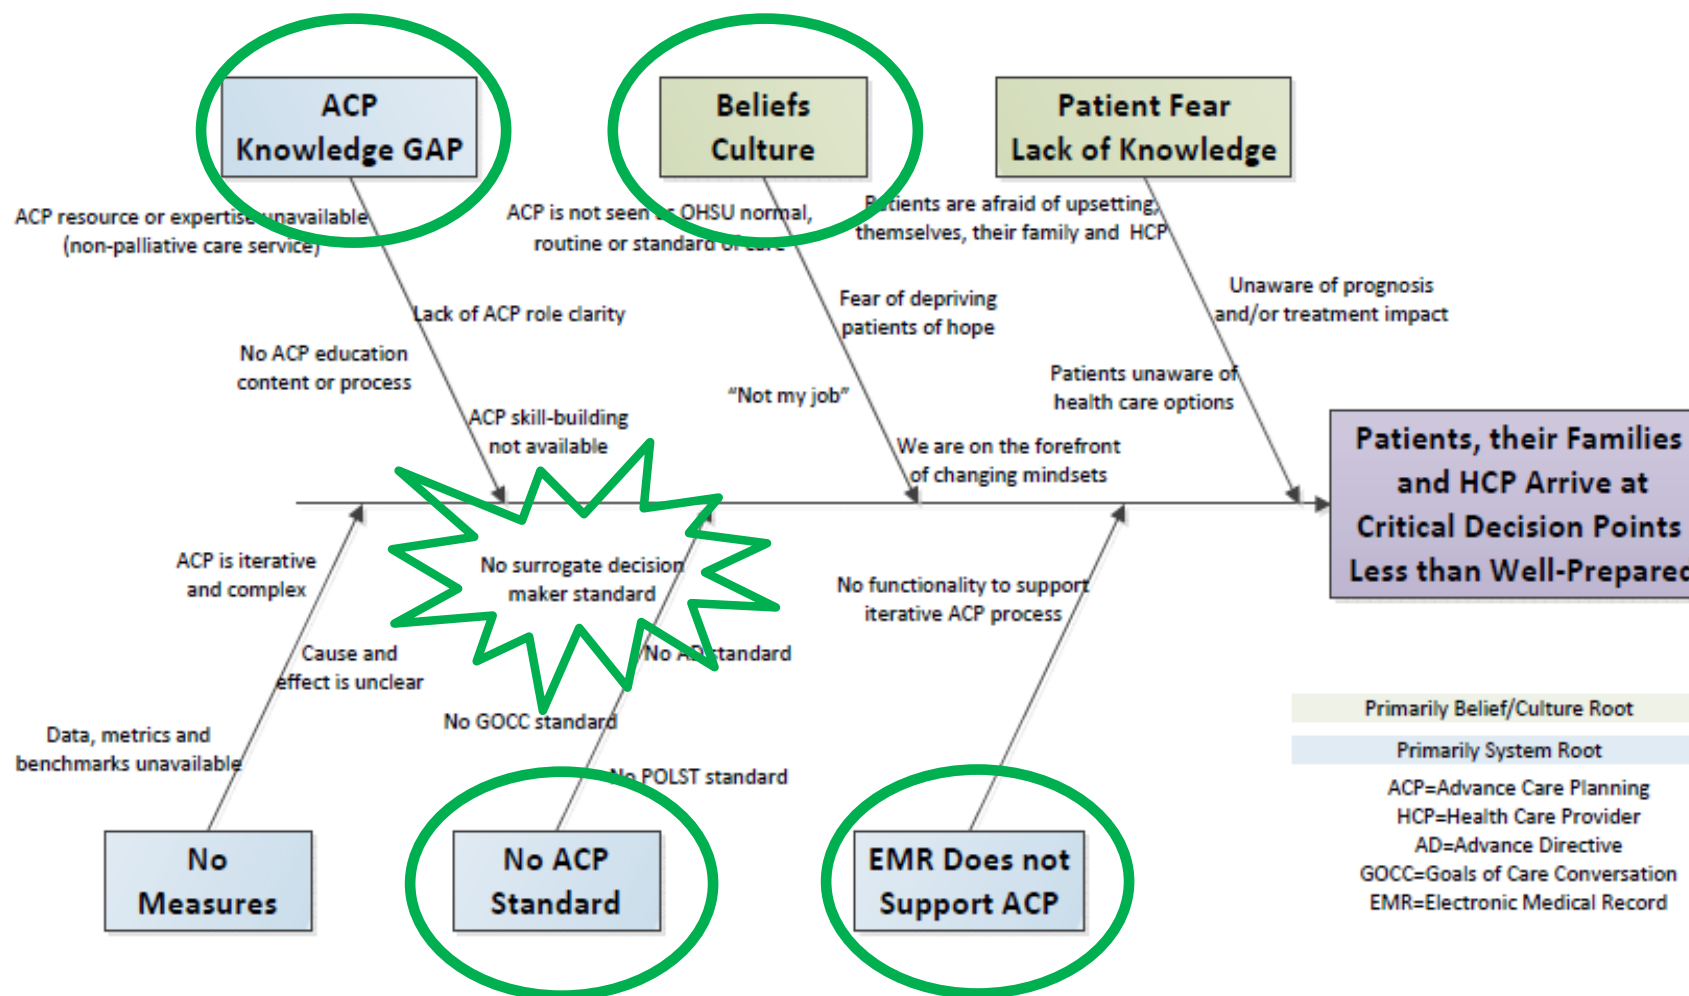 ACP
Knowledge GAP
Beliefs
Culture
Patient Fear
Lack of Knowledge
ACP resource or expertise unavailable
(non-palliative care service)
Lack of ACP role clarity
No ACP education
content or process
ACP skill-building
not available
ACP is not seen as OHSU normal,
routine or standard of care
Fear of depriving
patients of hope
“Not my job”
We are on the forefront
of changing mindsets
Patients are afraid of upsetting,
themselves, their family and HCP
Unaware of prognosis
and/or treatment impact
Patients unaware of
health care options
Patients, their Families
and HCP Arrive at
Critical Decision Points
Less than Well-Prepared
ACP is iterative
and complex
Cause and
effect is unclear
Data, metrics and
benchmarks unavailable
No surrogate decision
maker standard
No AD standard
No GOCC standard
No POLST standard
No functionality to support
iterative ACP process
No
Measures
No ACP
Standard
EMR Does not
Support ACP
Primarily Belief/Culture Root
Primarily System Root
ACP=Advance Care Planning
HCP=Health Care Provider
AD=Advance Directive
GOCC=Goals of Care Conversation
EMR=Electronic Medical Record